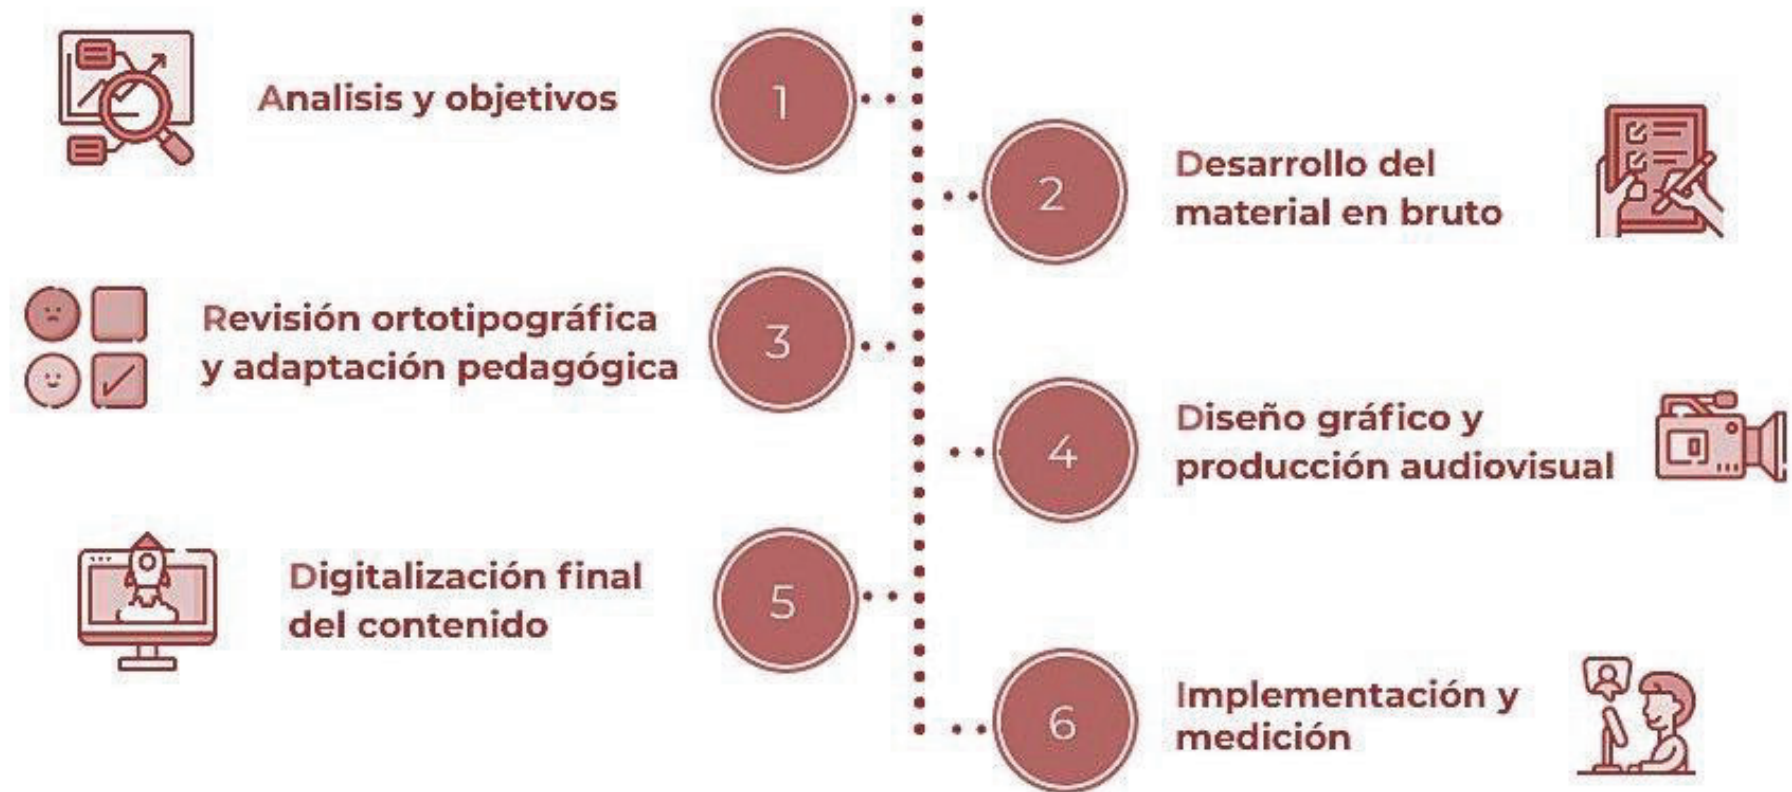 Analisis y objetivos
1
2
Desarrollo del
material en bruto
3
Revisión ortotipográfica
y adaptación pedagógica
4
Diseño gráfico y
producción audiovisual
5
Digitalización final
del contenido
6
Implementación y
medición